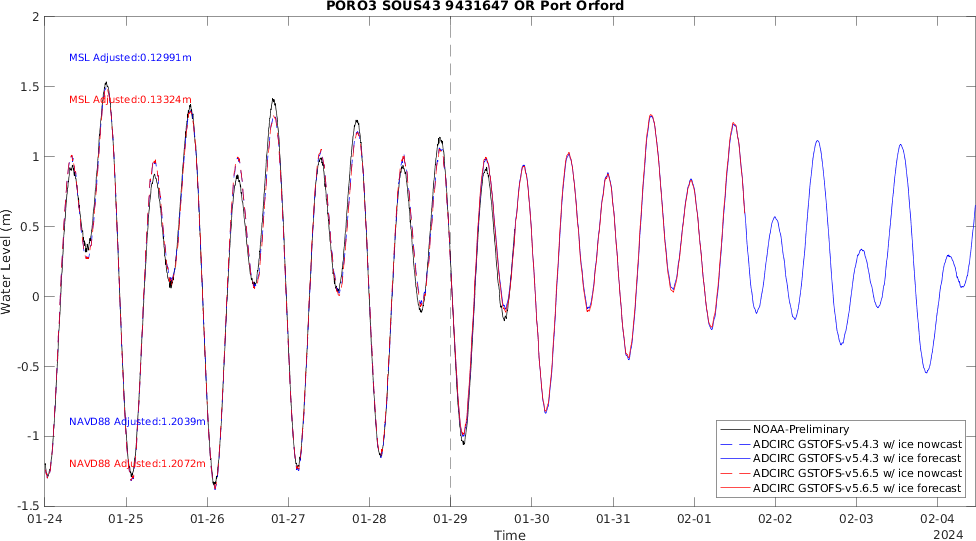 PORO3 SOUS43 9431647 OR Port Orford
2
1.5
1
0.5
0
-0.5
-1
-1.5
Water Level (m)
MSL Adjusted:0.12991m
MSL Adjusted:0.13324m
NAVD88 Adjusted:1.2039m
NAVD88 Adjusted:1.2072m
NOAA-Preliminary
ADCIRC GSTOFS-v5.4.3 w/ ice nowcast
ADCIRC GSTOFS-v5.4.3 w/ ice forecast
ADCIRC GSTOFS-v5.6.5 w/ ice nowcast
ADCIRC GSTOFS-v5.6.5 w/ ice forecast
01-24 01-25 01-26 01-27 01-28 01-29 01-30 01-31 02-01 02-02 02-03 02-04
Time
2024